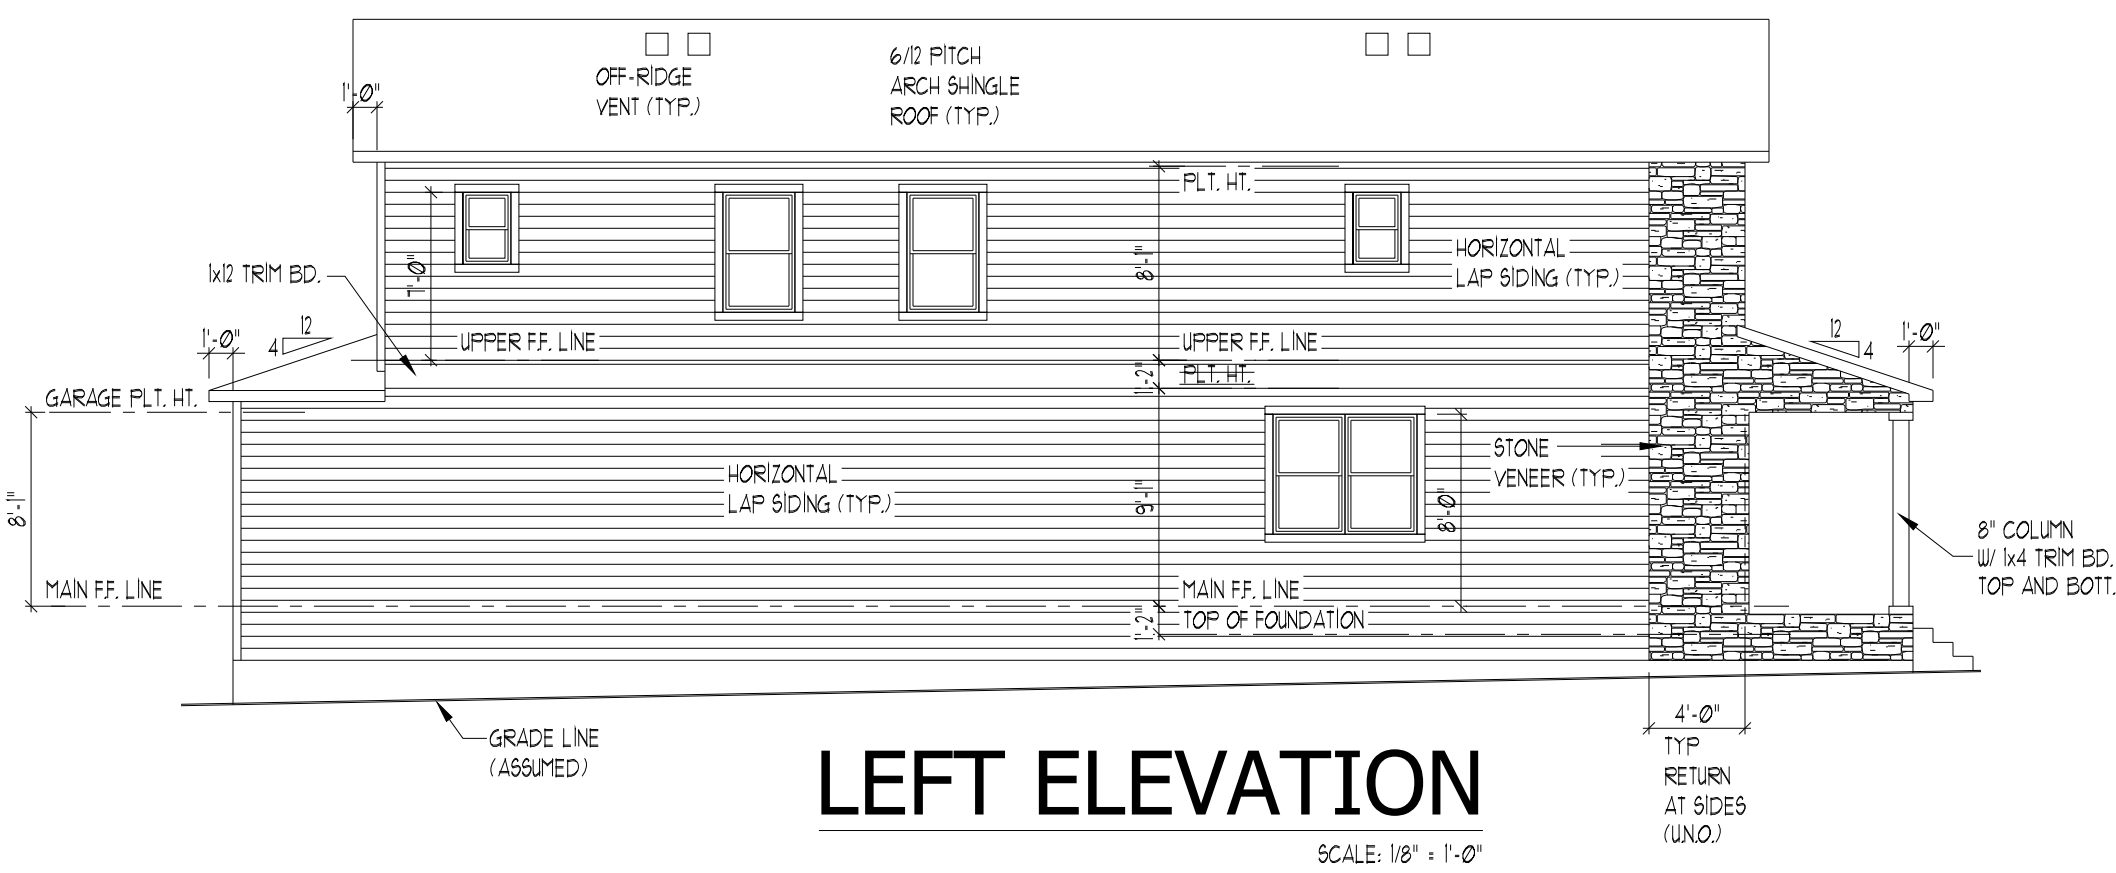 OFF-RIDGE
VENT (TYP.)
6/12 PITCH
ARCH SHINGLE
ROOF (TYP.)
1'-0"
PLT. HT.
7'-0"
8'-1"
HORIZONTAL
LAP SIDING (TYP.)
1x12 TRIM BD.
12
4
1'-0"
UPPER F.F. LINE
UPPER F.F. LINE
12
4
1'-0"
1'-2"
PLT. HT.
GARAGE PLT. HT.
8'-1"
HORIZONTAL
LAP SIDING (TYP.)
9'-1"
8'-0"
STONE
VENEER (TYP.)
8" COLUMN
W/ 1x4 TRIM BD.
TOP AND BOTT.
MAIN F.F. LINE
MAIN F.F. LINE
1'-2"
TOP OF FOUNDATION
GRADE LINE
(ASSUMED)
4'-0"
TYP
RETURN
AT SIDES
(U.N.O.)
LEFT ELEVATION
SCALE: 1/8" = 1'-0"